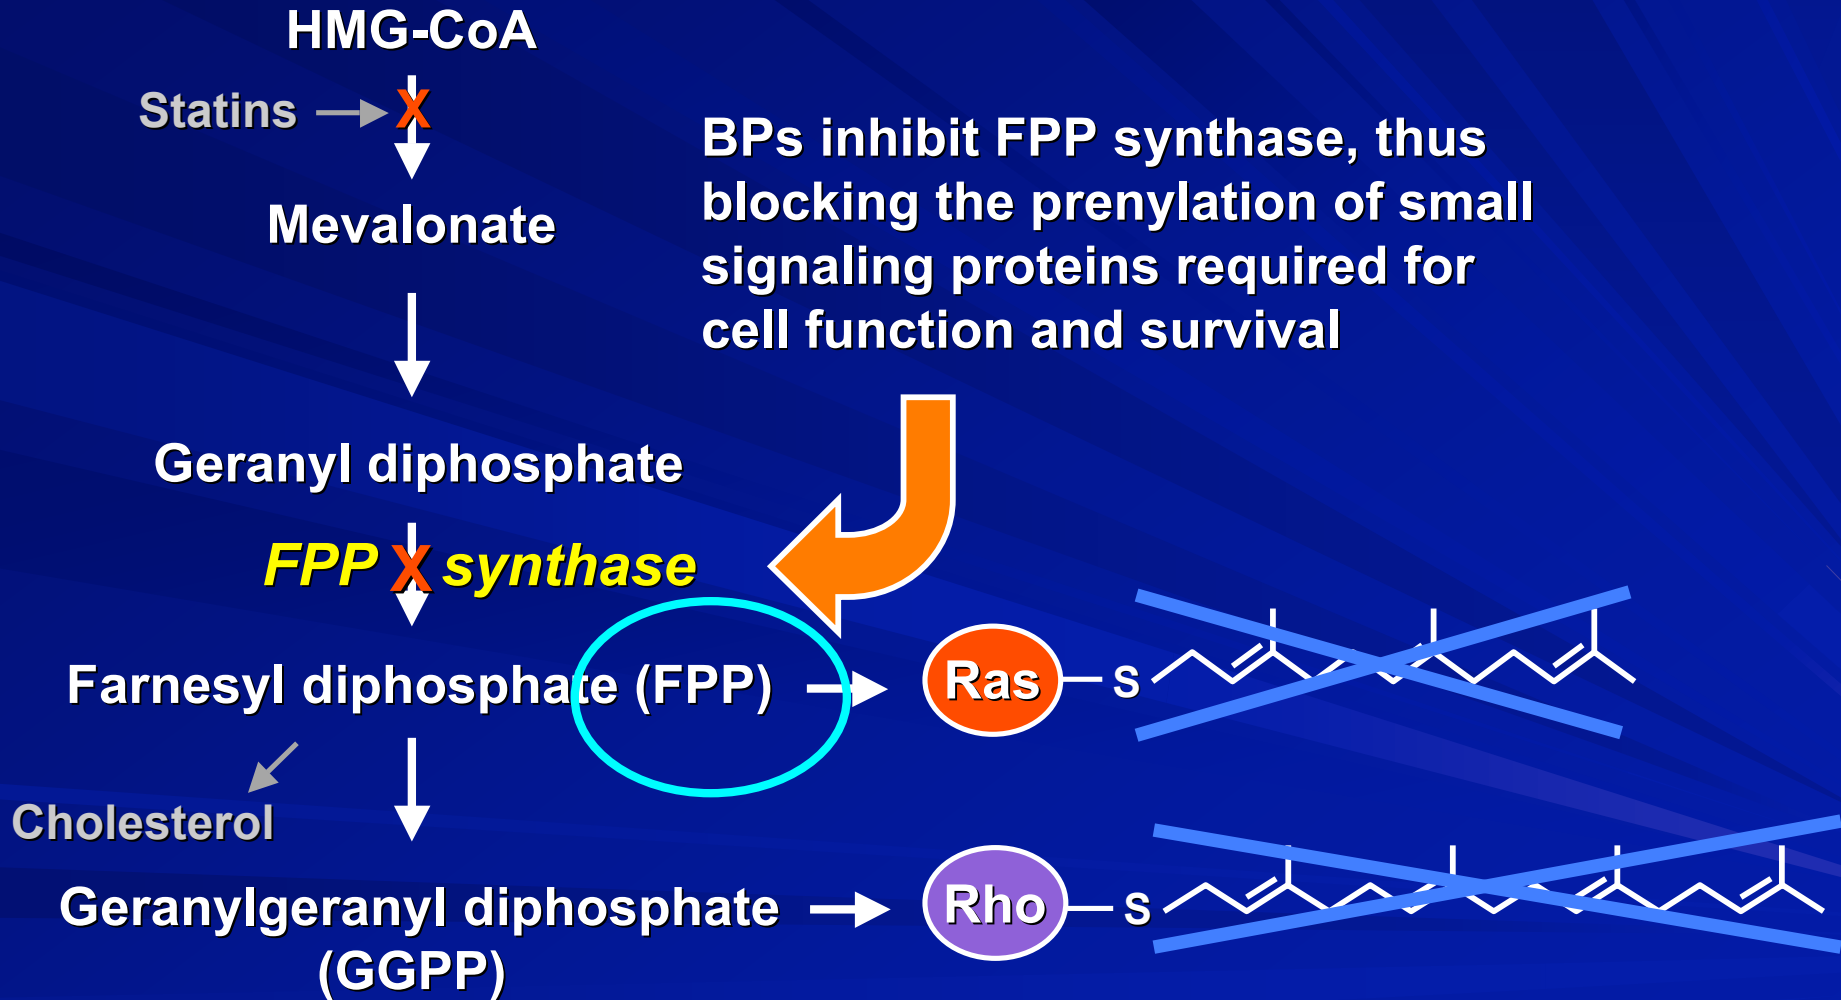 HMG-CoA
Statins
X
BPs inhibit FPP synthase, thus
blocking the prenylation of small
signaling proteins required for
cell function and survival
Mevalonate
Geranyl diphosphate
FPP X synthase
Farnesyl diphosphate (FPP)
Ras
S
Cholesterol
Geranylgeranyl diphosphate
(GGPP)
Rho
S